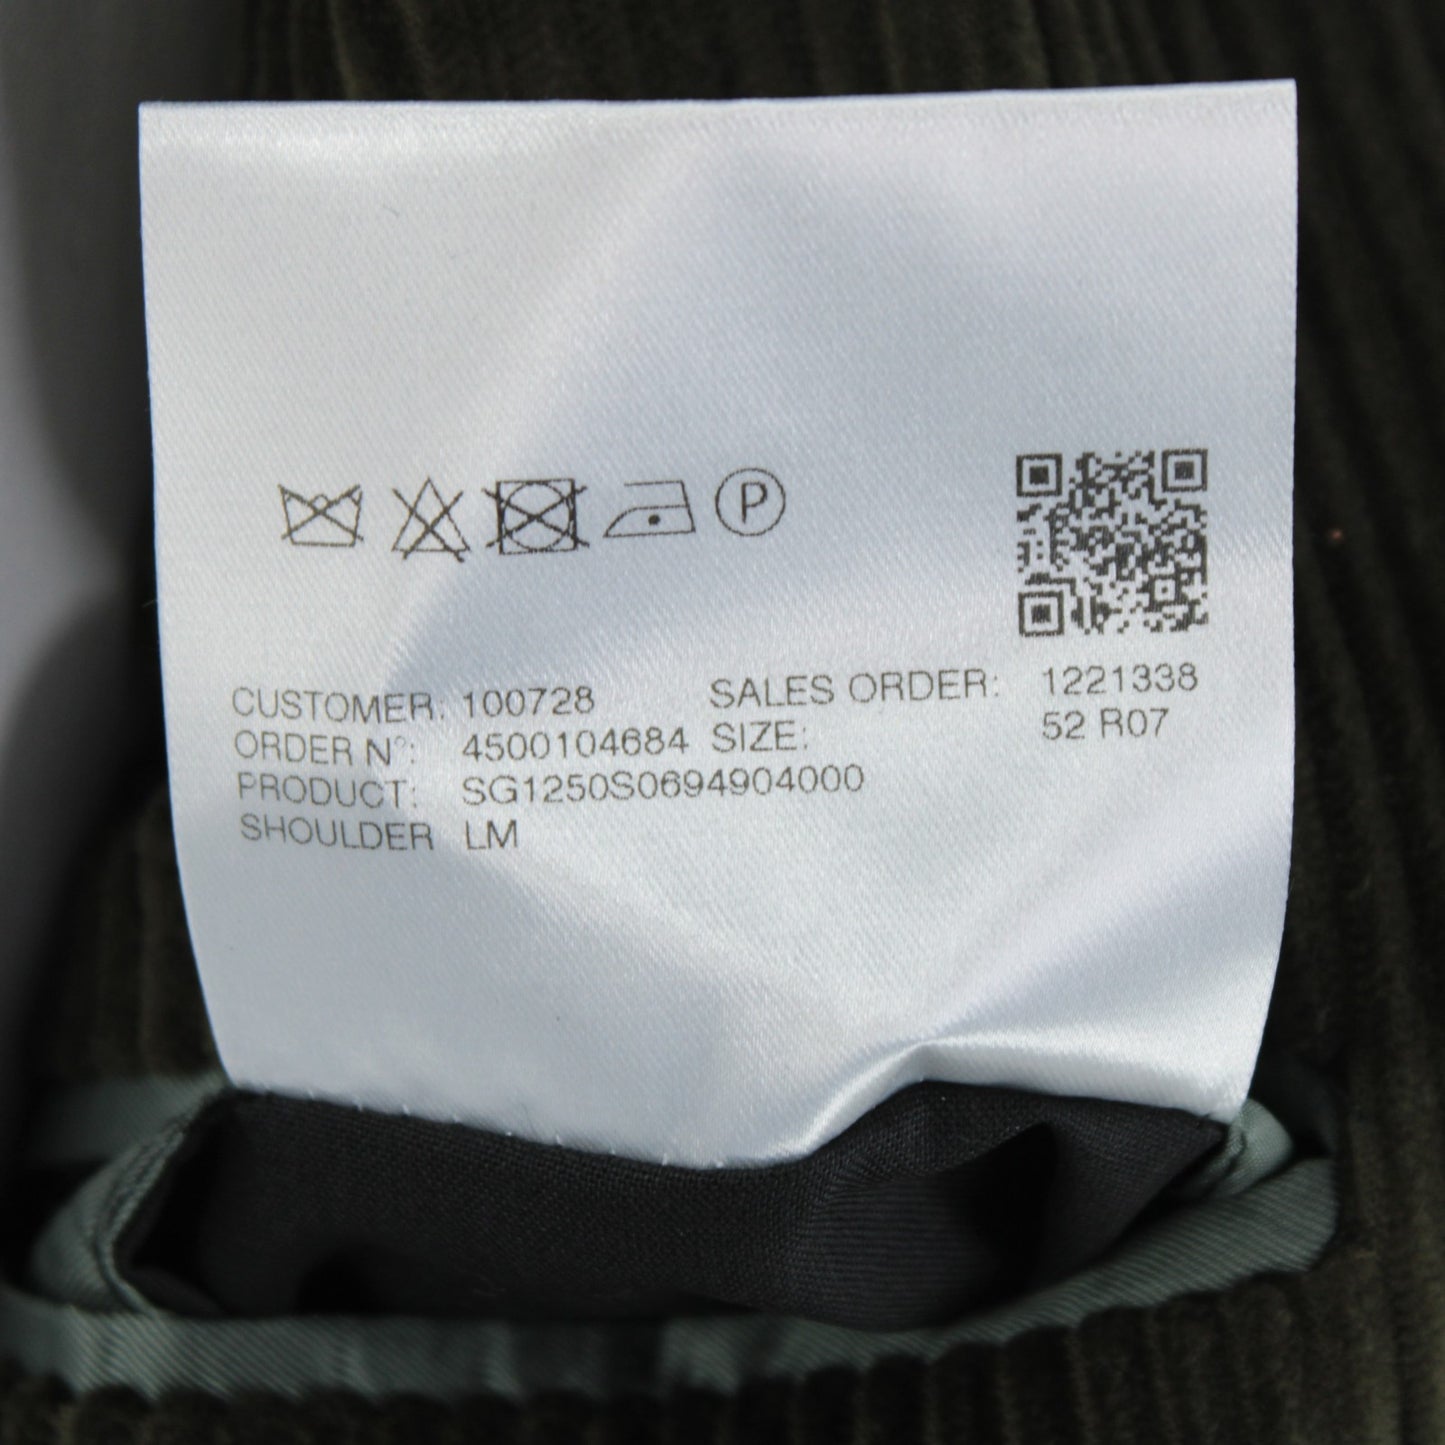 P
CUSTOMER: 100728 SALES ORDER: 1221338
ORDER N°: 4500104684 SIZE: 52 R07
PRODUCT: SG1250S0694904000
SHOULDER LM